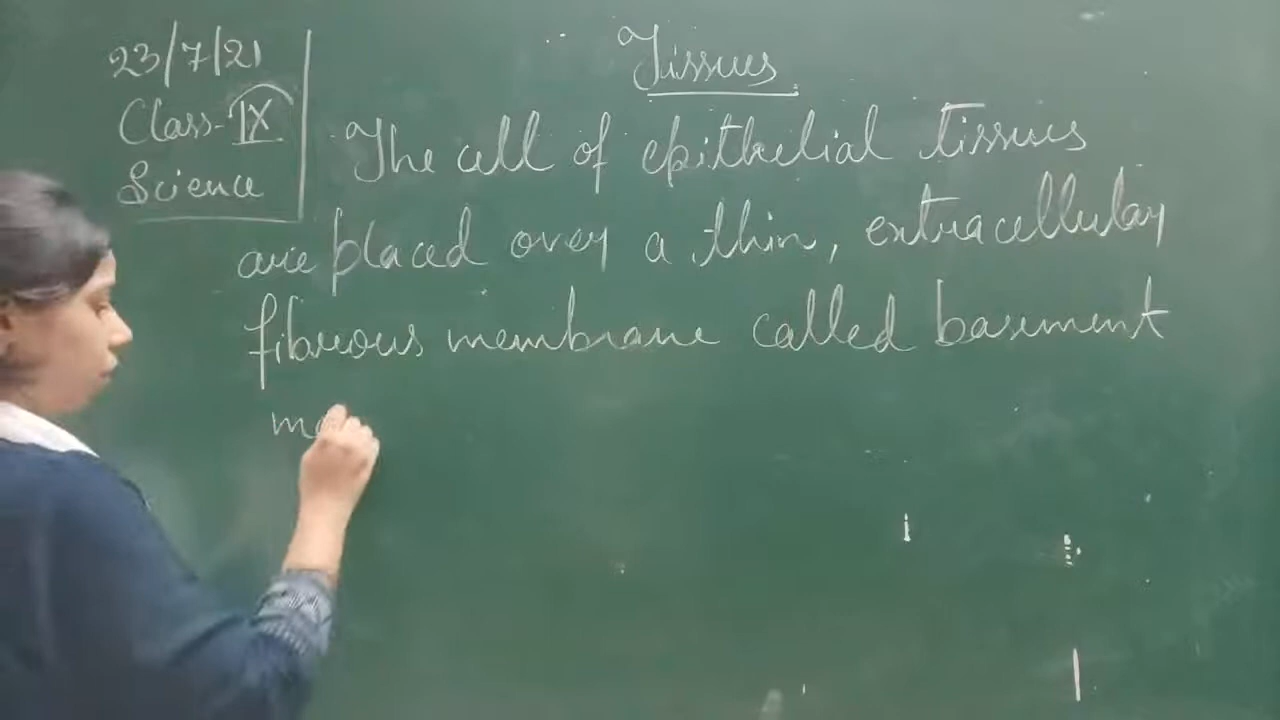 23/7/21
Class-IX
Science
Tissues
The cell of epithelial tissues
are placed over a thin, extracellular
fibrous membrane called basement